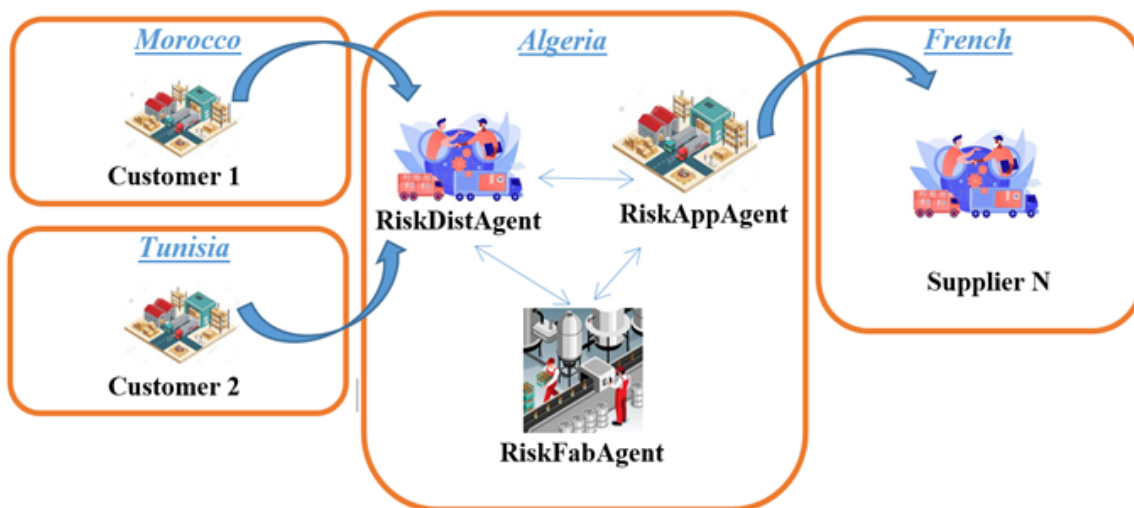 Morocco
Customer 1
Tunisia
Customer 2
Algeria
RiskDistAgent
RiskAppAgent
RiskFabAgent
French
Supplier N